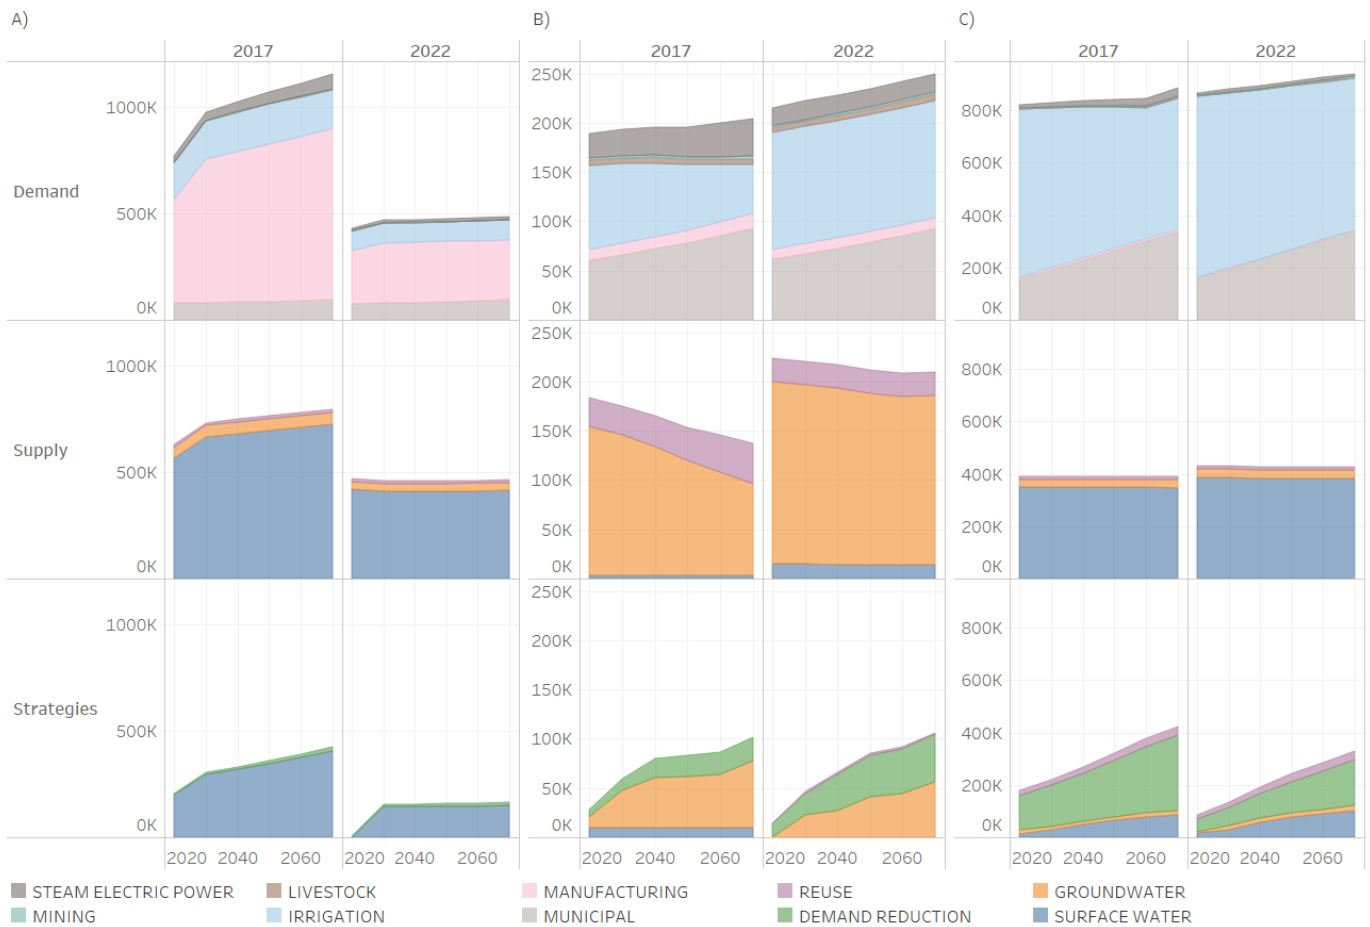 A)
B)
C)
2017 2022 2017 2022 2017 2022
Demand
1000K
500K
0K
250K
200K
150K
100K
50K
0K
800K
600K
400K
200K
0K
Supply
1000K
500K
0K
250K
200K
150K
100K
50K
0K
800K
600K
400K
200K
0K
Strategies
1000K
500K
0K
250K
200K
150K
100K
50K
0K
800K
600K
400K
200K
0K
2020 2040 2060 2020 2040 2060 2020 2040 2060 2020 2040 2060 2020 2040 2060 2020 2040 2060
STEAM ELECTRIC POWER LIVESTOCK MANUFACTURING REUSE GROUNDWATER
MINING IRRIGATION MUNICIPAL DEMAND REDUCTION SURFACE WATER